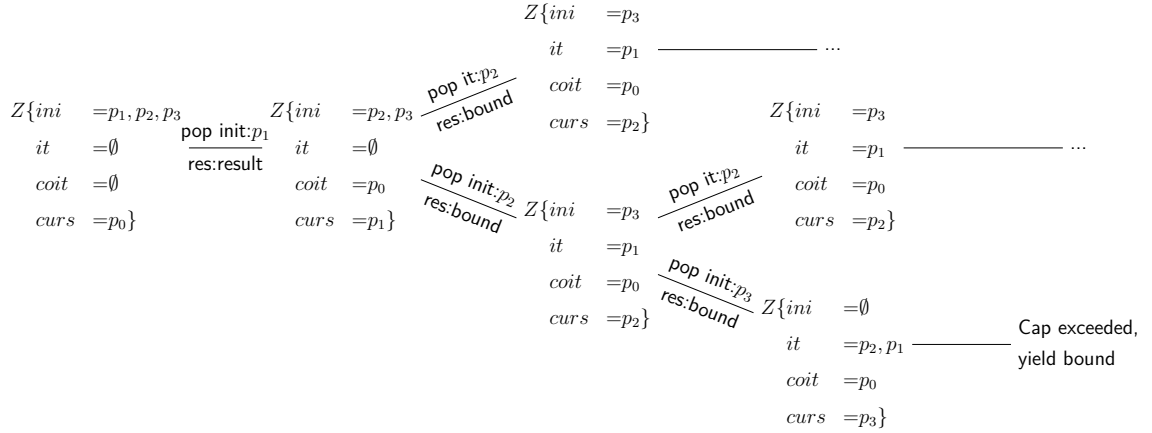 Z{ini =p₃
it =p₁
...
coit =p₀
curs =p₂}
pop it:p₂
res:bound
Z{ini =p₁, p₂, p₃
it =∅
coit =∅
curs =p₀}
pop init:p₁
res:result
Z{ini =p₂, p₃
it =∅
coit =p₀
curs =p₁}
pop init:p₂
res:bound
Z{ini =p₃
it =p₁
coit =p₀
curs =p₂}
pop it:p₂
res:bound
Z{ini =p₃
it =p₁
...
coit =p₀
curs =p₂}
pop init:p₃
res:bound
Z{ini =∅
it =p₂, p₁
coit =p₀
curs =p₃}
Cap exceeded,
yield bound